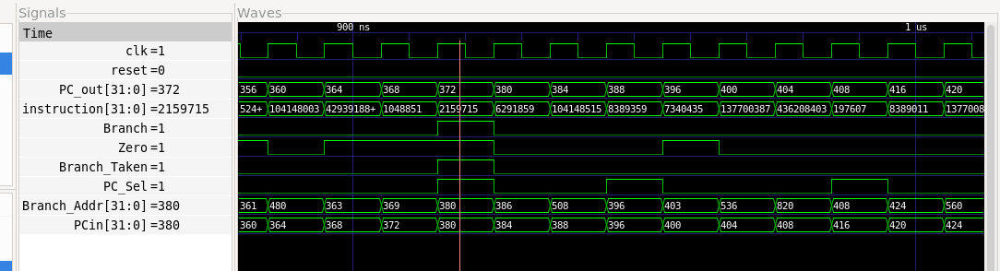 Signals Waves
Time 900 ns 1 us
clk=1
reset=0
PC_out[31:0]=372 356 360 364 368 372 380 384 388 396 400 404 408 416 420
instruction[31:0]=2159715 524+ 104148003 42939188+ 1048851 2159715 6291859 104148515 8389359 7340435 137700387 436208403 197607 8389011 1377008
Branch=1
Zero=1
Branch_Taken=1
PC_Sel=1
Branch_Addr[31:0]=380 361 480 363 369 380 386 508 396 403 536 820 408 424 560
PCin[31:0]=380 360 364 368 372 380 384 388 396 400 404 408 416 420 424